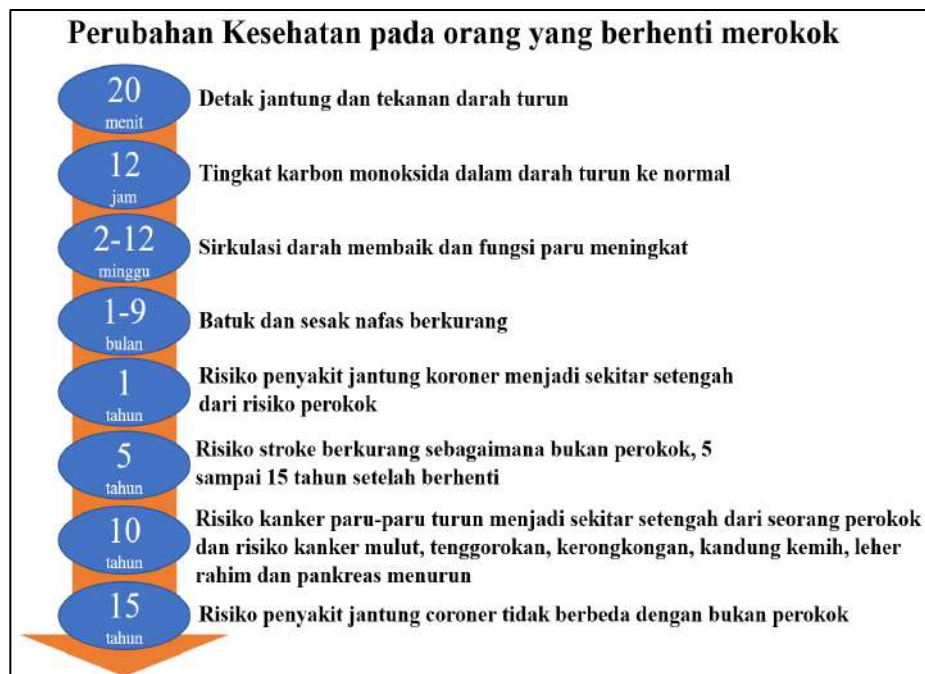 Perubahan Kesehatan pada orang yang berhenti merokok
20
menit
Detak jantung dan tekanan darah turun
12
jam
Tingkat karbon monoksida dalam darah turun ke normal
2-12
minggu
Sirkulasi darah membaik dan fungsi paru meningkat
1-9
bulan
Batuk dan sesak nafas berkurang
1
tahun
Risiko penyakit jantung koroner menjadi sekitar setengah
dari risiko perokok
5
tahun
Risiko stroke berkurang sebagaimana bukan perokok, 5
sampai 15 tahun setelah berhenti
10
tahun
Risiko kanker paru-paru turun menjadi sekitar setengah dari seorang perokok
dan risiko kanker mulut, tenggorokan, kerongkongan, kandung kemih, leher
rahim dan pankreas menurun
15
tahun
Risiko penyakit jantung coroner tidak berbeda dengan bukan perokok